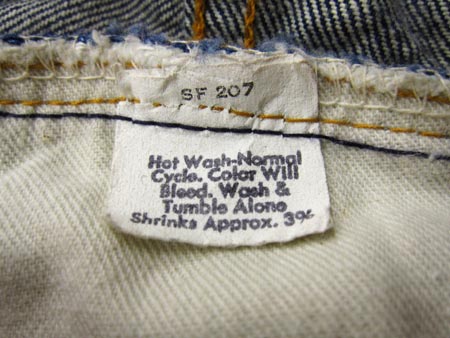 SF 207
Hot Wash-Normal
Cycle. Color Will
Bleed. Wash &
Tumble Alone
Shrinks Approx. 3%